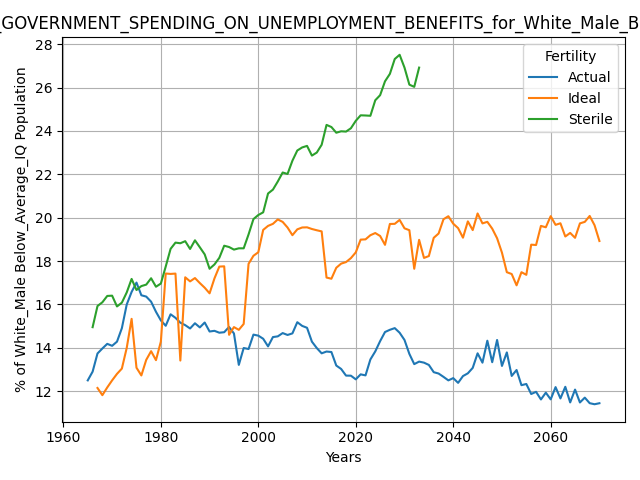 _GOVERNMENT_SPENDING_ON_UNEMPLOYMENT_BENEFITS_for_White_Male_B
% of White_Male Below_Average_IQ Population
28
26
24
22
20
18
16
14
12
1960
1980
2000
2020
2040
2060
Years
Fertility
Actual
Ideal
Sterile